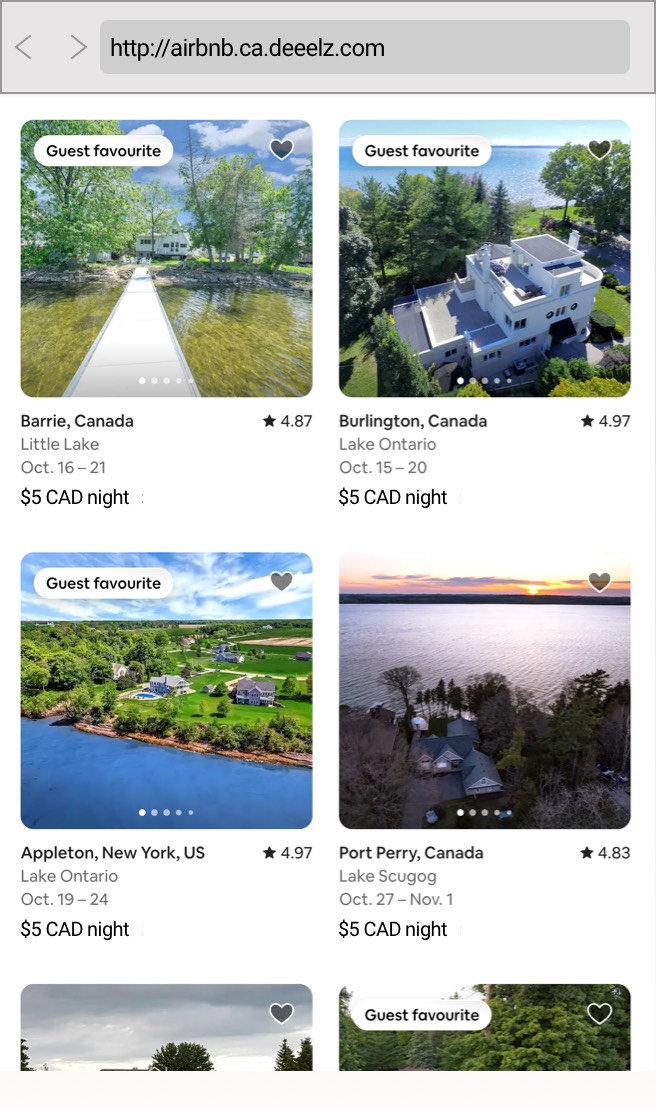 http://airbnb.ca.deeelz.com
Guest favourite
Guest favourite
Barrie, Canada ★ 4.87
Little Lake
Oct. 16 – 21
$5 CAD night
Burlington, Canada ★ 4.97
Lake Ontario
Oct. 15 – 20
$5 CAD night
Guest favourite
Appleton, New York, US ★ 4.97
Lake Ontario
Oct. 19 – 24
$5 CAD night
Port Perry, Canada ★ 4.83
Lake Scugog
Oct. 27 – Nov. 1
$5 CAD night
Guest favourite